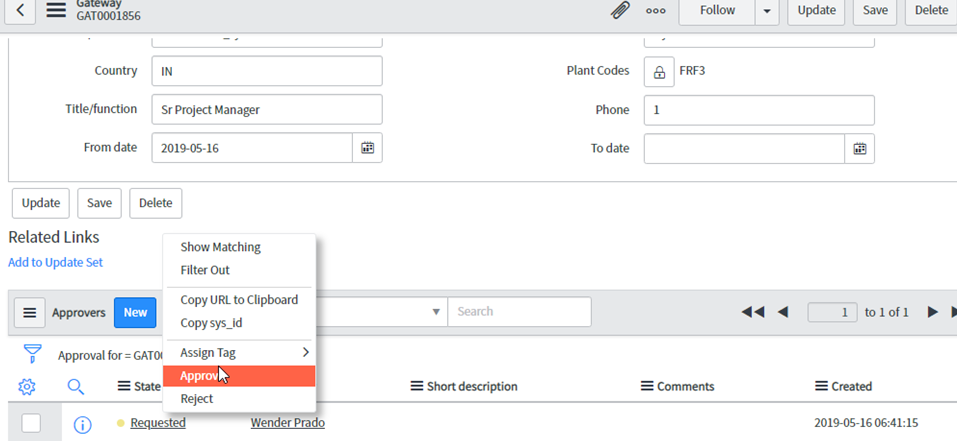 Gateway
GAT0001856
Follow Update Save Delete
Country IN Plant Codes FRF3
Title/function Sr Project Manager Phone 1
From date 2019-05-16 To date
Update Save Delete
Related Links
Add to Update Set
Show Matching
Filter Out
Copy URL to Clipboard
Copy sys_id
Assign Tag
Approv
Reject
Approvers New Search 1 to 1 of 1
Approval for = GAT00
State Short description Comments Created
Requested Wender Prado 2019-05-16 06:41:15